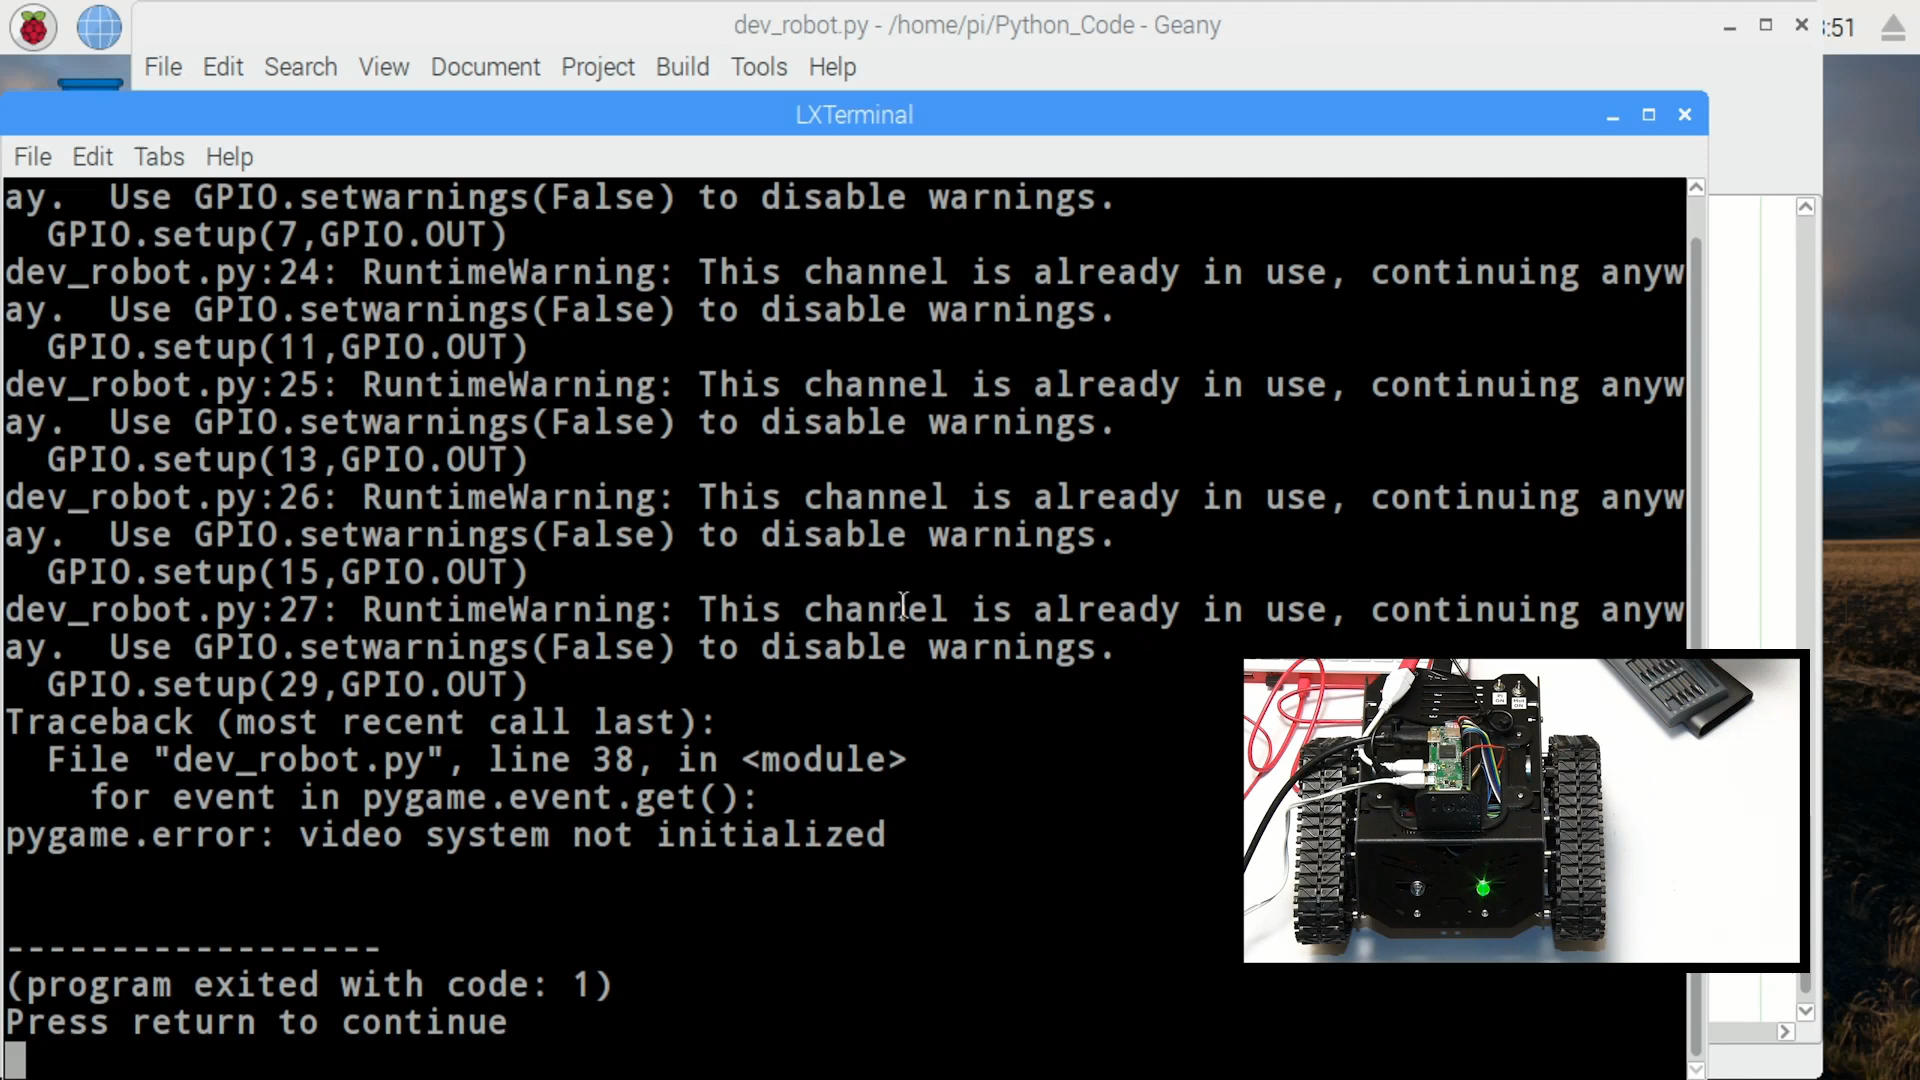 dev_robot.py - /home/pi/Python_Code - Geany
:51
File Edit Search View Document Project Build Tools Help
LXTerminal
File Edit Tabs Help
ay.  Use GPIO.setwarnings(False) to disable warnings.
  GPIO.setup(7,GPIO.OUT)
dev_robot.py:24: RuntimeWarning: This channel is already in use, continuing anyw
ay.  Use GPIO.setwarnings(False) to disable warnings.
  GPIO.setup(11,GPIO.OUT)
dev_robot.py:25: RuntimeWarning: This channel is already in use, continuing anyw
ay.  Use GPIO.setwarnings(False) to disable warnings.
  GPIO.setup(13,GPIO.OUT)
dev_robot.py:26: RuntimeWarning: This channel is already in use, continuing anyw
ay.  Use GPIO.setwarnings(False) to disable warnings.
  GPIO.setup(15,GPIO.OUT)
dev_robot.py:27: RuntimeWarning: This channel is already in use, continuing anyw
ay.  Use GPIO.setwarnings(False) to disable warnings.
  GPIO.setup(29,GPIO.OUT)
Traceback (most recent call last):
  File "dev_robot.py", line 38, in <module>
    for event in pygame.event.get():
pygame.error: video system not initialized
------------------
(program exited with code: 1)
Press return to continue